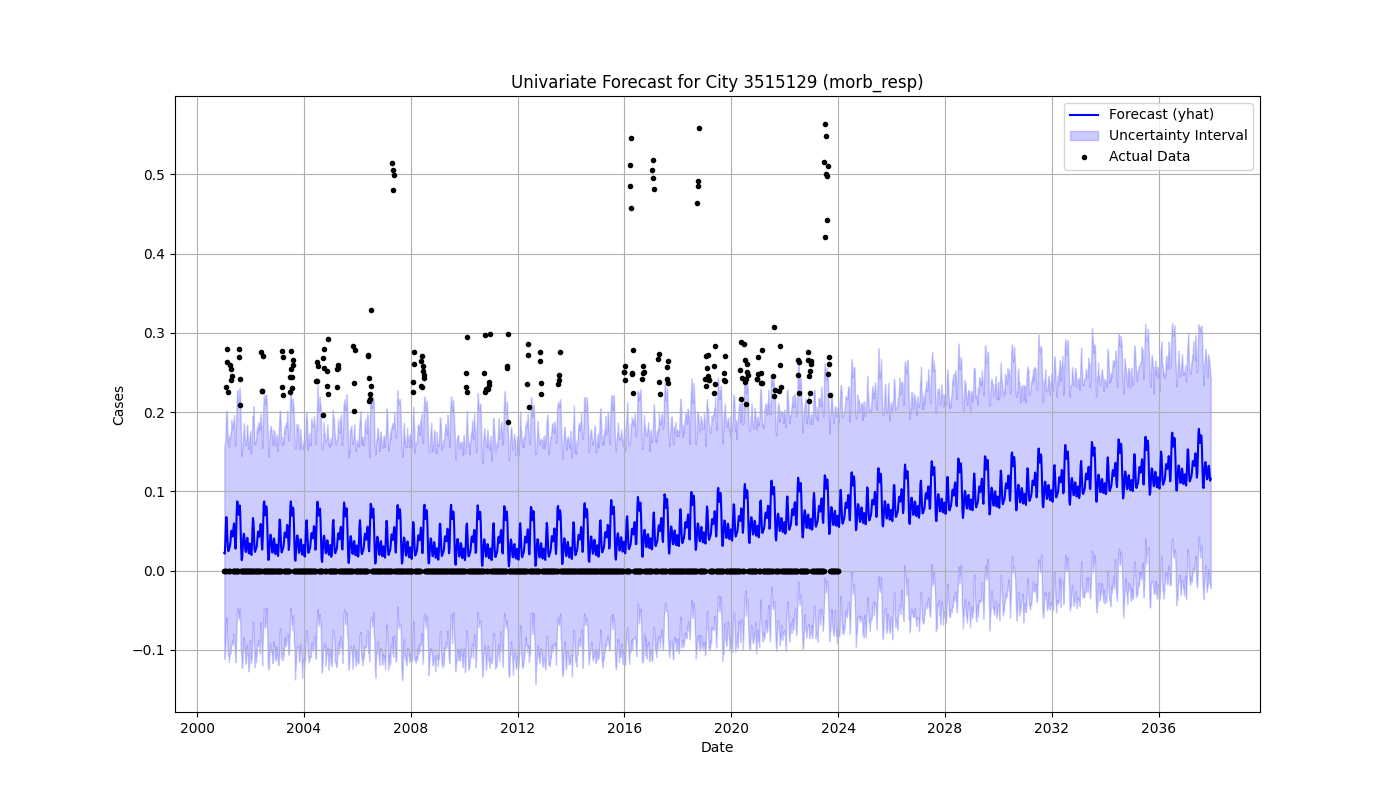 Univariate Forecast for City 3515129 (morb_resp)
Forecast (yhat)
Uncertainty Interval
Actual Data
Cases
0.5
0.4
0.3
0.2
0.1
0.0
−0.1
2000 2004 2008 2012 2016 2020 2024 2028 2032 2036
Date